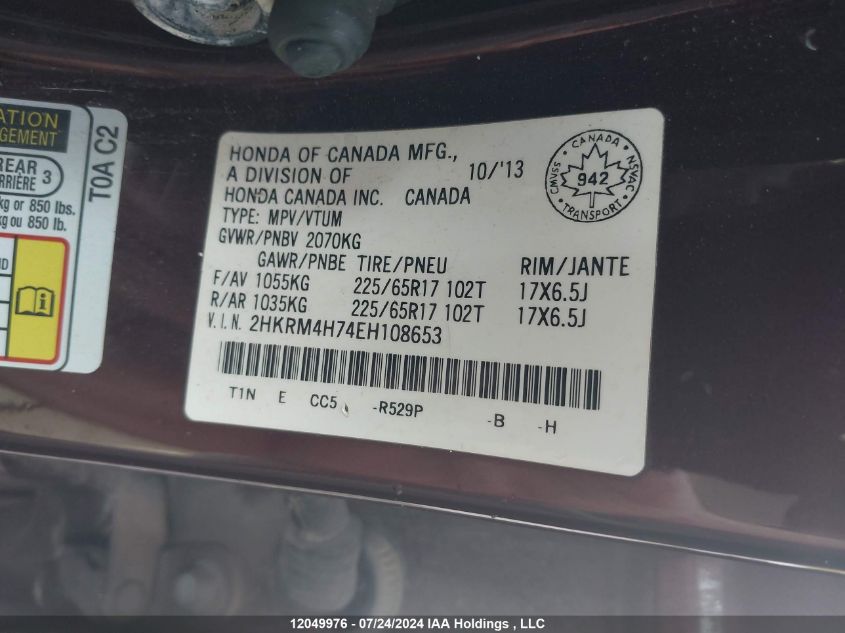 ATION
GEMENT
REAR 3
RRIÈRE
kg or 850 lbs.
kg ou 850 lb.
ND
T0A C2
HONDA OF CANADA MFG.,
A DIVISION OF 10/'13
HONDA CANADA INC. CANADA
TYPE: MPV/VTUM
GVWR/PNBV 2070KG
GAWR/PNBE TIRE/PNEU RIM/JANTE
F/AV 1055KG 225/65R17 102T 17X6.5J
R/AR 1035KG 225/65R17 102T 17X6.5J
V.I.N. 2HKRM4H74EH108653
T1N E CC5 -R529P -B -H
CANADA
CMVSS 942 NSVAC
TRANSPORT
12049976 - 07/24/2024 IAA Holdings , LLC